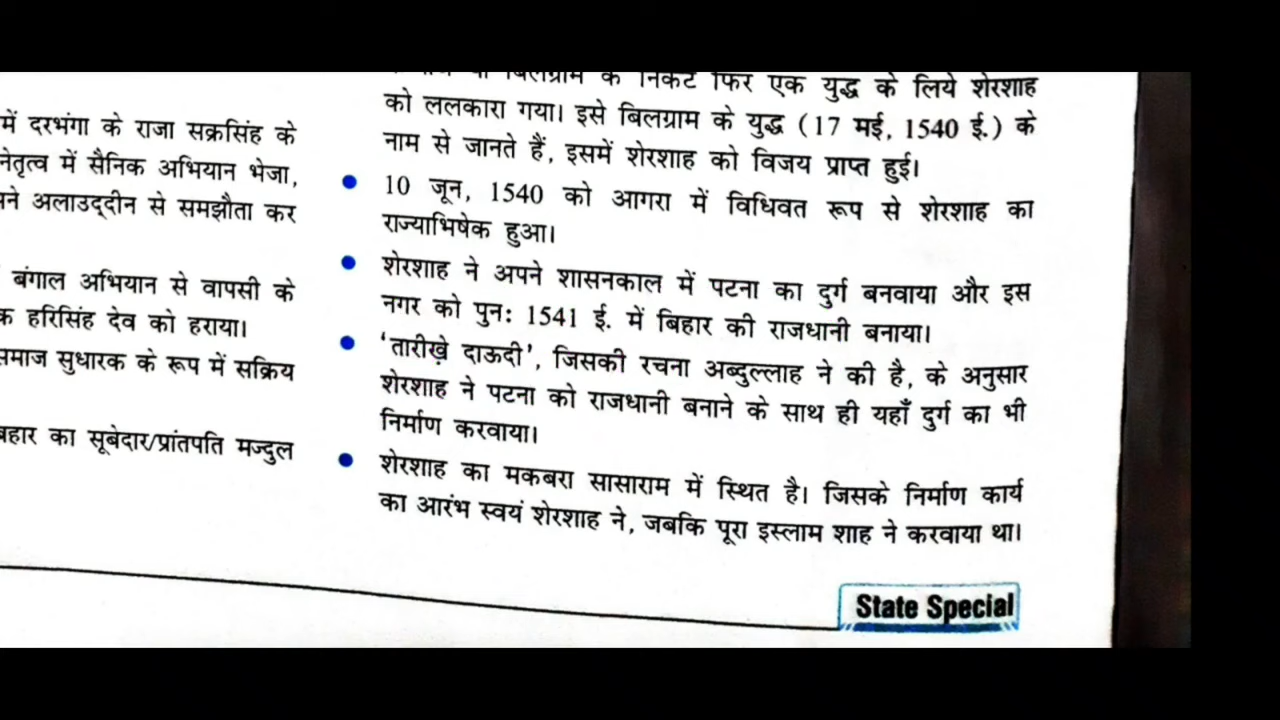 में दरभंगा के राजा सक्रसिंह के
नेतृत्व में सैनिक अभियान भेजा,
अलाउद्दीन से समझौता कर
बंगाल अभियान से वापसी के
हरिसिंह देव को हराया।
समाज सुधारक के रूप में सक्रिय
का सूबेदार/प्रांतपति मज्दुल
बिलग्राम के निकट फिर एक युद्ध के लिये शेरशाह
को ललकारा गया। इसे बिलग्राम के युद्ध (17 मई, 1540 ई.) के
नाम से जानते हैं, इसमें शेरशाह को विजय प्राप्त हुई।
• 10 जून, 1540 को आगरा में विधिवत रूप से शेरशाह का
राज्याभिषेक हुआ।
• शेरशाह ने अपने शासनकाल में पटना का दुर्ग बनवाया और इस
नगर को पुन: 1541 ई. में बिहार की राजधानी बनाया।
• ‘तारीख़े दाऊदी’, जिसकी रचना अब्दुल्लाह ने की है, के अनुसार
शेरशाह ने पटना को राजधानी बनाने के साथ ही यहाँ दुर्ग का भी
निर्माण करवाया।
• शेरशाह का मकबरा सासाराम में स्थित है। जिसके निर्माण कार्य
का आरंभ स्वयं शेरशाह ने, जबकि पूरा इस्लाम शाह ने करवाया था।
State Special